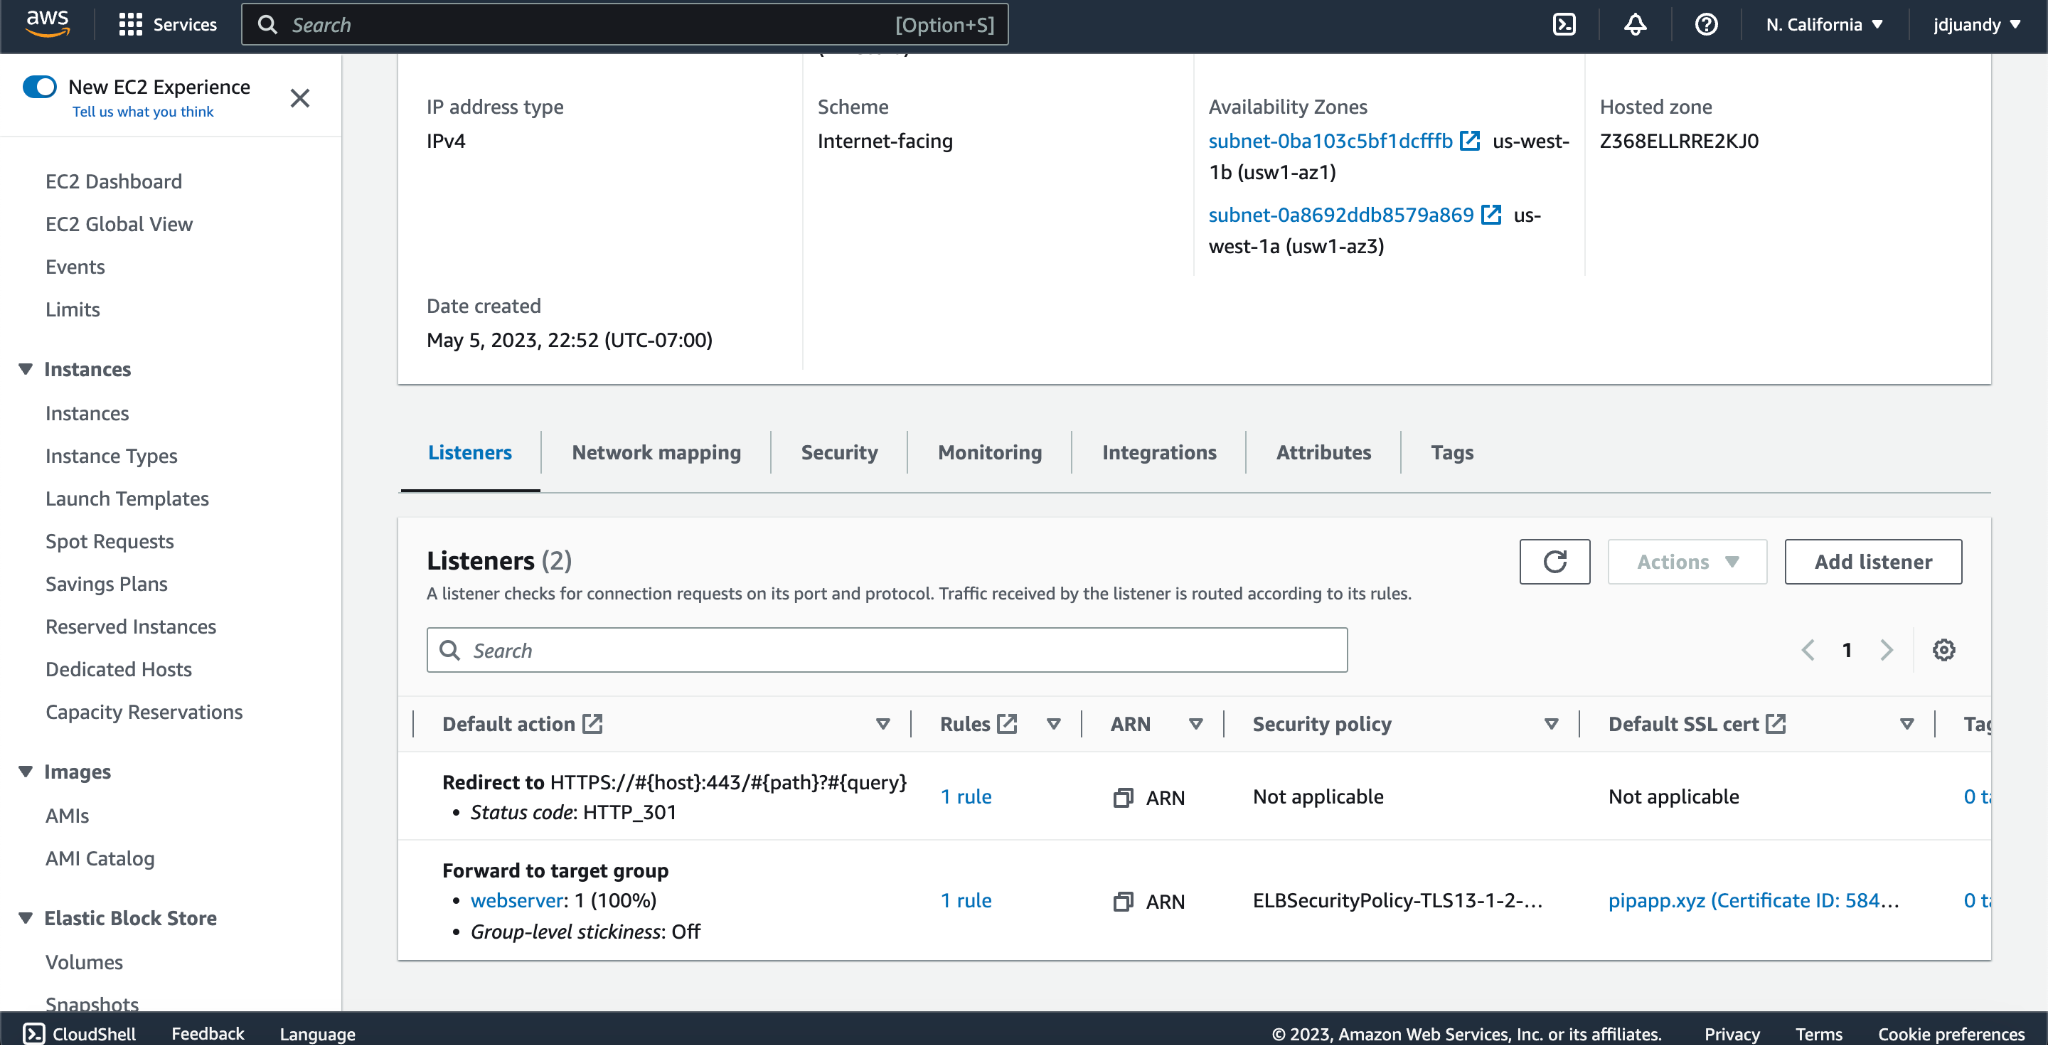 aws
Services
Search
[Option+S]
N. California
jdjuandy
New EC2 Experience
Tell us what you think
EC2 Dashboard
EC2 Global View
Events
Limits
Instances
Instances
Instance Types
Launch Templates
Spot Requests
Savings Plans
Reserved Instances
Dedicated Hosts
Capacity Reservations
Images
AMIs
AMI Catalog
Elastic Block Store
Volumes
Snapshots
IP address type
IPv4
Scheme
Internet-facing
Availability Zones
subnet-0ba103c5bf1dcfffb us-west-
1b (usw1-az1)
subnet-0a8692ddb8579a869 us-
west-1a (usw1-az3)
Hosted zone
Z368ELLRRE2KJ0
Date created
May 5, 2023, 22:52 (UTC-07:00)
Listeners
Network mapping
Security
Monitoring
Integrations
Attributes
Tags
Listeners (2)
A listener checks for connection requests on its port and protocol. Traffic received by the listener is routed according to its rules.
Actions
Add listener
Search
1
Default action
Rules
ARN
Security policy
Default SSL cert
Redirect to HTTPS://#{host}:443/#{path}?#{query}
• Status code: HTTP_301
1 rule
ARN
Not applicable
Not applicable
0
Forward to target group
• webserver: 1 (100%)
• Group-level stickiness: Off
1 rule
ARN
ELBSecurityPolicy-TLS13-1-2-...
pipapp.xyz (Certificate ID: 584...
0
CloudShell
Feedback
Language
© 2023, Amazon Web Services, Inc. or its affiliates.
Privacy
Terms
Cookie preferences